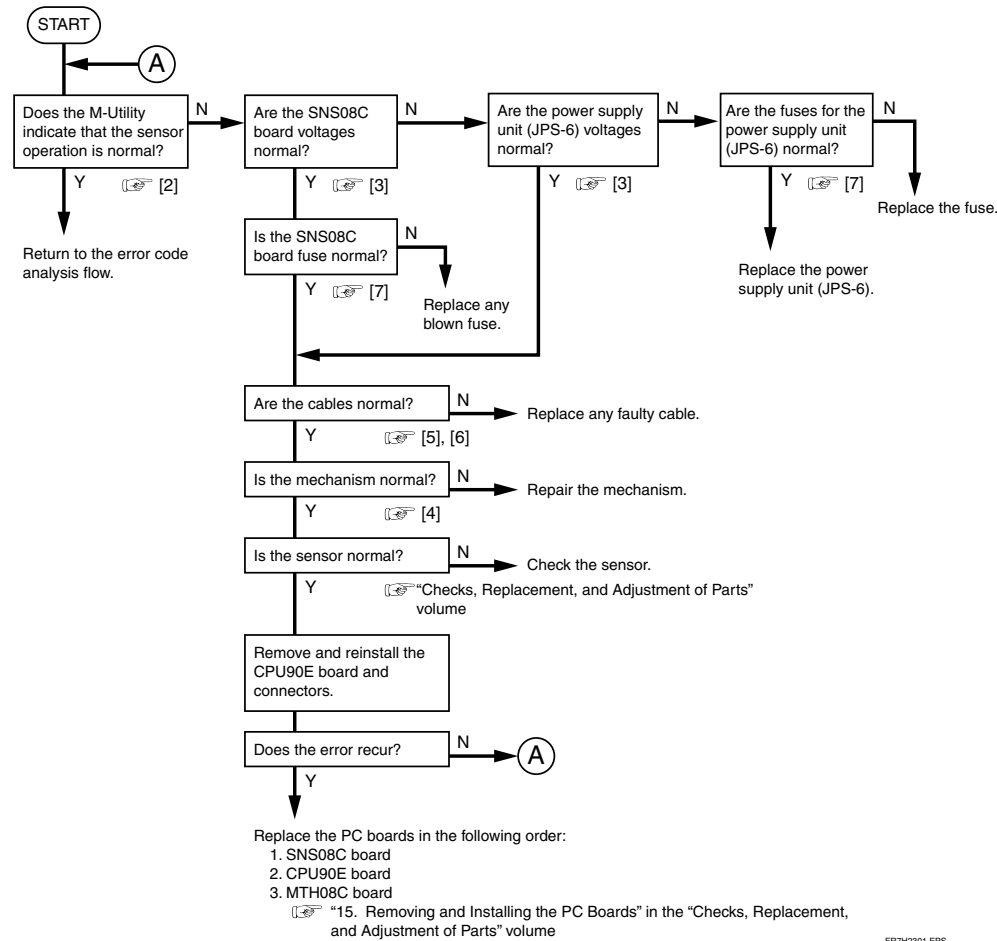 START
A
Does the M-Utility
indicate that the sensor
operation is normal?
N
Y
[2]
Return to the error code
analysis flow.
Are the SNS08C
board voltages
normal?
N
Y
[3]
Is the SNS08C
board fuse normal?
N
Y
[7]
Replace any
blown fuse.
Are the power supply
unit (JPS-6) voltages
normal?
N
Y
[3]
Are the fuses for the
power supply unit
(JPS-6) normal?
N
Y
[7]
Replace the fuse.
Replace the power
supply unit (JPS-6).
Are the cables normal?
N
Replace any faulty cable.
Y
[5], [6]
Is the mechanism normal?
N
Repair the mechanism.
Y
[4]
Is the sensor normal?
N
Check the sensor.
Y
“Checks, Replacement, and Adjustment of Parts”
volume
Remove and reinstall the
CPU90E board and
connectors.
Does the error recur?
N
A
Y
Replace the PC boards in the following order:
1. SNS08C board
2. CPU90E board
3. MTH08C board
“15. Removing and Installing the PC Boards” in the “Checks, Replacement,
and Adjustment of Parts” volume